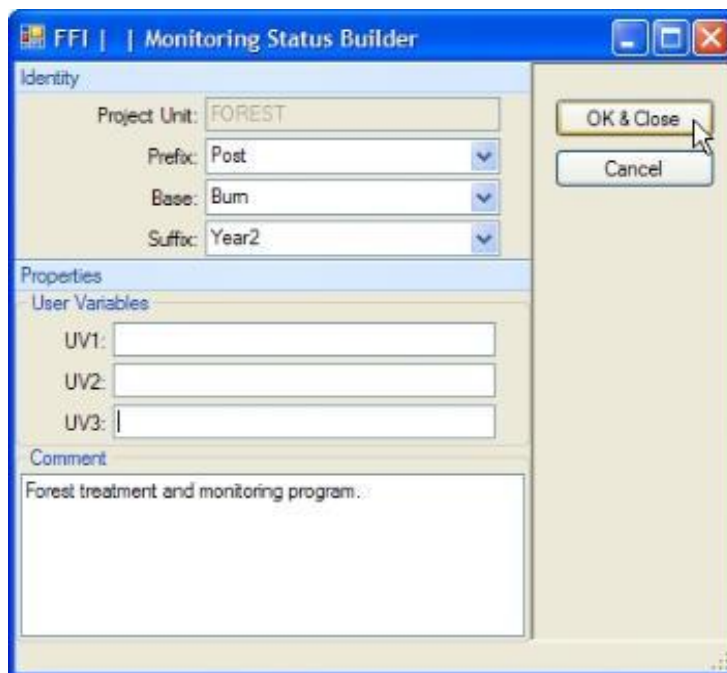 FFI | | Monitoring Status Builder
Identity
Project Unit: FOREST
Prefix: Post
Base: Burn
Suffix: Year2
OK & Close
Cancel
Properties
User Variables
UV1:
UV2:
UV3:
Comment
Forest treatment and monitoring program.